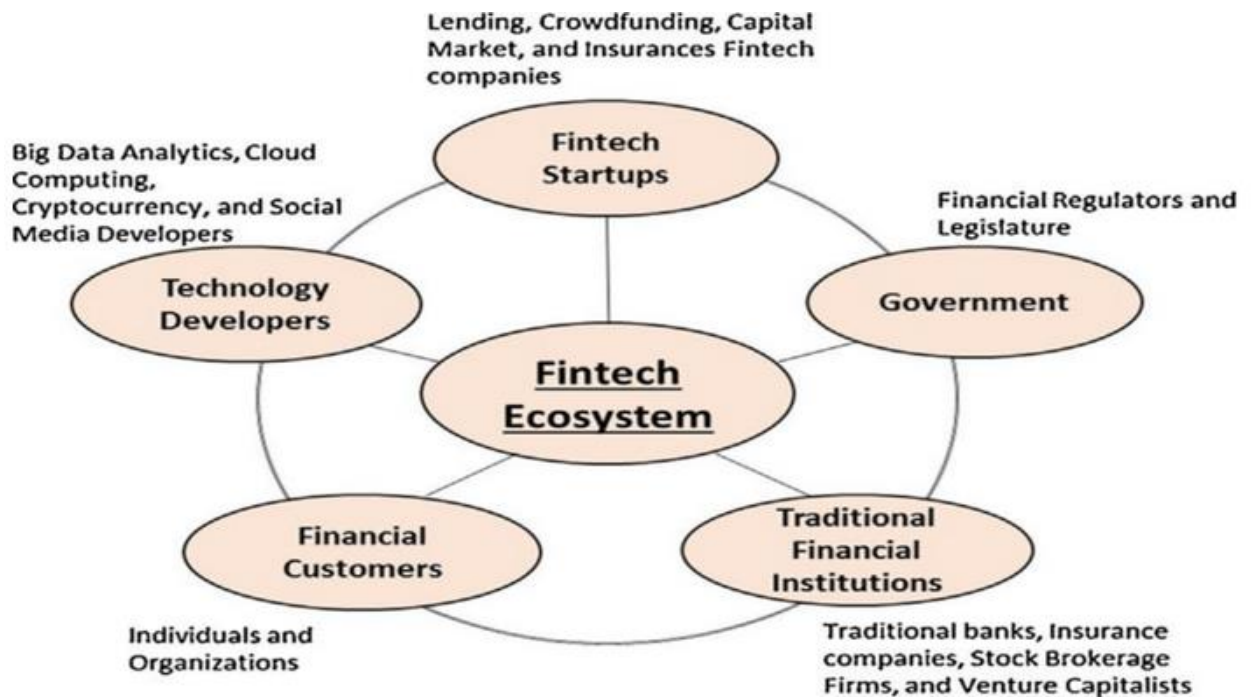 Lending, Crowdfunding, Capital
Market, and Insurances Fintech
companies
Fintech
Startups
Big Data Analytics, Cloud
Computing,
Cryptocurrency, and Social
Media Developers
Technology
Developers
Financial Regulators and
Legislature
Government
Fintech
Ecosystem
Financial
Customers
Individuals and
Organizations
Traditional
Financial
Institutions
Traditional banks, Insurance
companies, Stock Brokerage
Firms, and Venture Capitalists